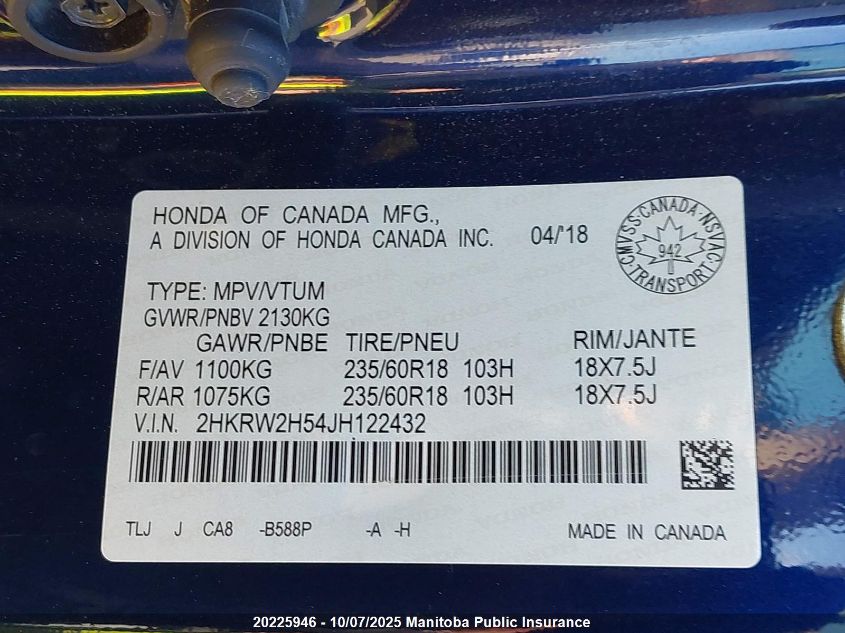 HONDA OF CANADA MFG.,
A DIVISION OF HONDA CANADA INC. 04/'18
CMVSS·CANADA·NSVAC
942
TRANSPORT
TYPE: MPV/VTUM
GVWR/PNBV 2130KG
GAWR/PNBE TIRE/PNEU RIM/JANTE
F/AV 1100KG 235/60R18 103H 18X7.5J
R/AR 1075KG 235/60R18 103H 18X7.5J
V.I.N. 2HKRW2H54JH122432
TLJ J CA8 -B588P -A -H MADE IN CANADA
20225946 - 10/07/2025 Manitoba Public Insurance